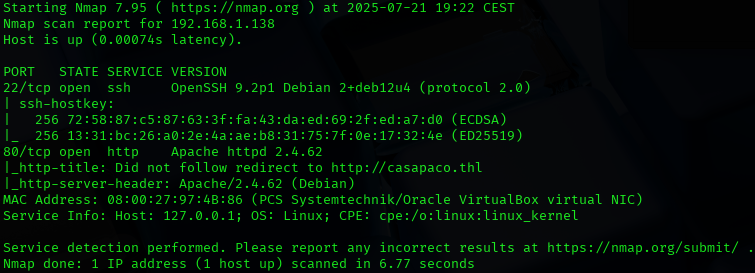 Starting Nmap 7.95 ( https://nmap.org ) at 2025-07-21 19:22 CEST
Nmap scan report for 192.168.1.138
Host is up (0.00074s latency).
PORT   STATE SERVICE VERSION
22/tcp open  ssh     OpenSSH 9.2p1 Debian 2+deb12u4 (protocol 2.0)
| ssh-hostkey:
|   256 72:58:87:c5:87:63:3f:fa:43:da:ed:69:2f:ed:a7:d0 (ECDSA)
|_  256 13:31:bc:26:a0:2e:4a:ae:b8:31:75:7f:0e:17:32:4e (ED25519)
80/tcp open  http    Apache httpd 2.4.62
|_http-title: Did not follow redirect to http://casapaco.thl
|_http-server-header: Apache/2.4.62 (Debian)
MAC Address: 08:00:27:97:4B:86 (PCS Systemtechnik/Oracle VirtualBox virtual NIC)
Service Info: Host: 127.0.0.1; OS: Linux; CPE: cpe:/o:linux:linux_kernel
Service detection performed. Please report any incorrect results at https://nmap.org/submit/ .
Nmap done: 1 IP address (1 host up) scanned in 6.77 seconds